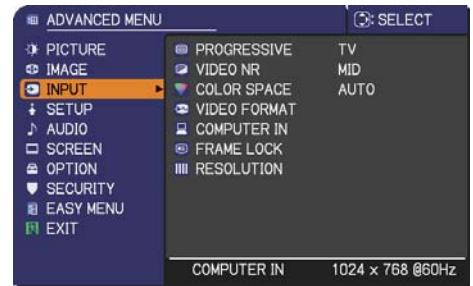 ADVANCED MENU : SELECT
PICTURE
IMAGE
INPUT
SETUP
AUDIO
SCREEN
OPTION
SECURITY
EASY MENU
EXIT
PROGRESSIVE TV
VIDEO NR MID
COLOR SPACE AUTO
VIDEO FORMAT
COMPUTER IN
FRAME LOCK
RESOLUTION
COMPUTER IN 1024 x 768 @60Hz